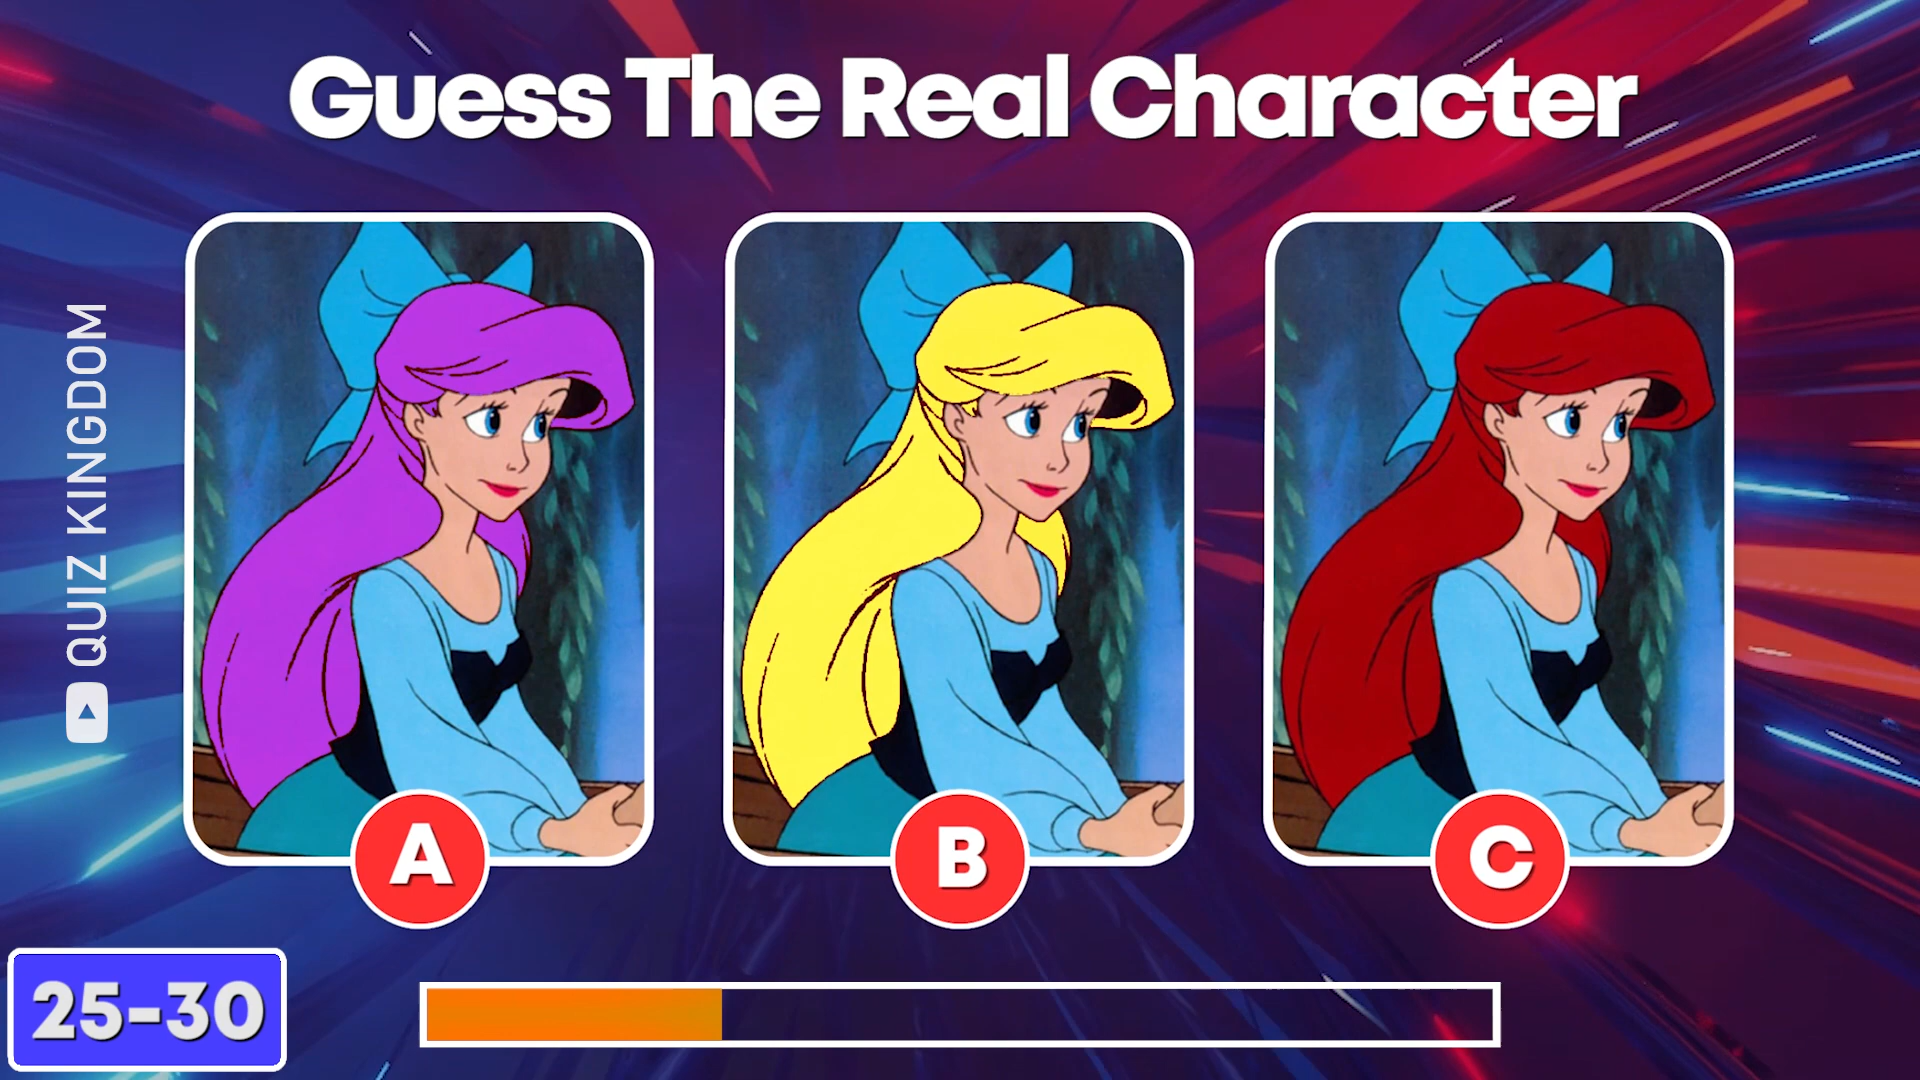 Guess The Real Character
QUIZ KINGDOM
A
B
C
25-30